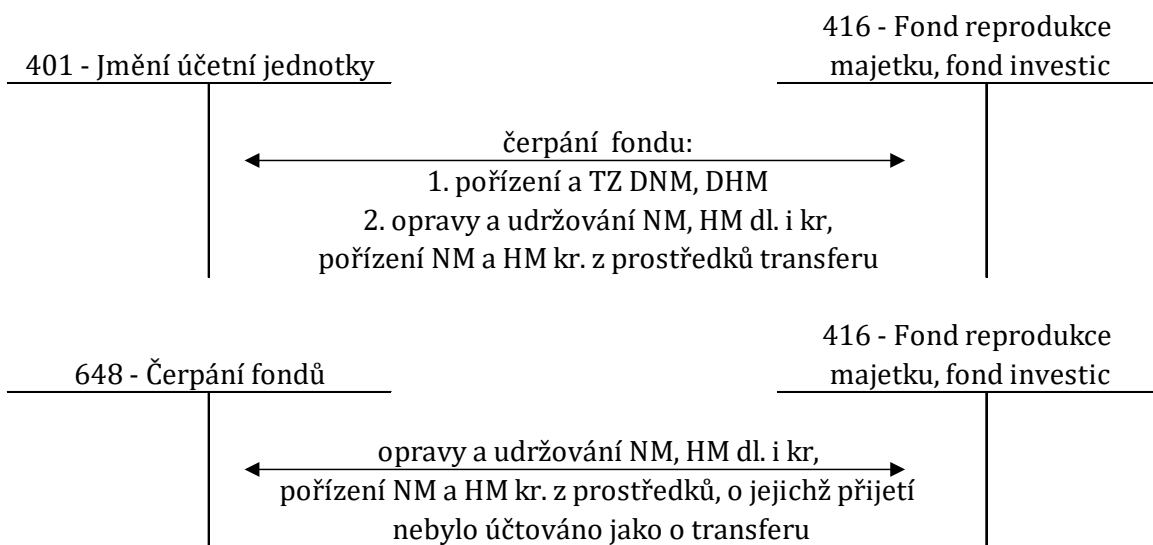 416 - Fond reprodukce
401 - Jmění účetní jednotky
majetku, fond investic
čerpání fondu:
1. pořízení a TZ DNM, DHM
2. opravy a udržování NM, HM dl. i kr,
pořízení NM a HM kr. z prostředků transferu
416 - Fond reprodukce
648 - Čerpání fondů
majetku, fond investic
opravy a udržování NM, HM dl. i kr,
pořízení NM a HM kr. z prostředků, o jejichž přijetí
nebylo účtováno jako o transferu